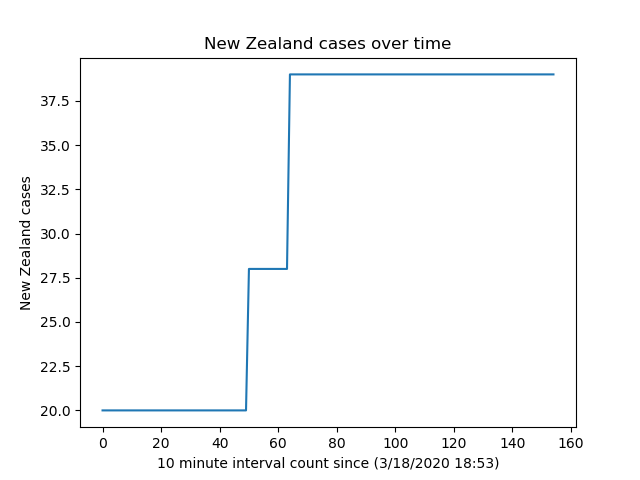 New Zealand cases over time
37.5
35.0
32.5
30.0
27.5
25.0
22.5
20.0
New Zealand cases
0 20 40 60 80 100 120 140 160
10 minute interval count since (3/18/2020 18:53)